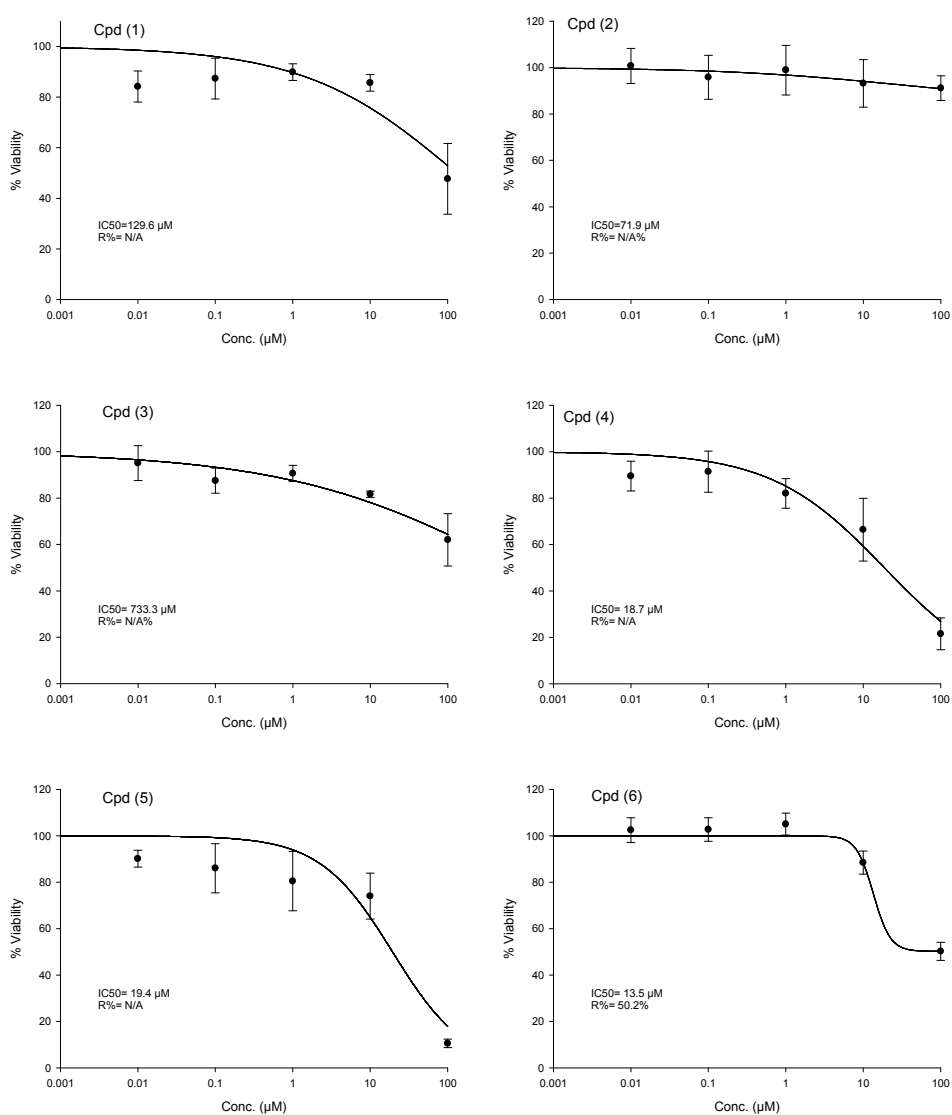 Cpd (1)
100
80
60
40
20
0
% Viability
IC50=129.6 µM
R%= N/A
0.001 0.01 0.1 1 10 100
Conc. (µM)
Cpd (2)
120
100
80
60
40
20
0
% Viability
IC50=71.9 µM
R%= N/A%
0.001 0.01 0.1 1 10 100
Conc. (µM)
Cpd (3)
120
100
80
60
40
20
0
% Viability
IC50= 733.3 µM
R%= N/A%
0.001 0.01 0.1 1 10 100
Conc. (µM)
Cpd (4)
120
100
80
60
40
20
0
% Viability
IC50= 18.7 µM
R%= N/A
0.001 0.01 0.1 1 10 100
Conc. (µM)
Cpd (5)
120
100
80
60
40
20
0
% Viability
IC50= 19.4 µM
R%= N/A
0.001 0.01 0.1 1 10 100
Conc. (µM)
Cpd (6)
120
100
80
60
40
20
0
% Viability
IC50= 13.5 µM
R%= 50.2%
0.001 0.01 0.1 1 10 100
Conc. (µM)